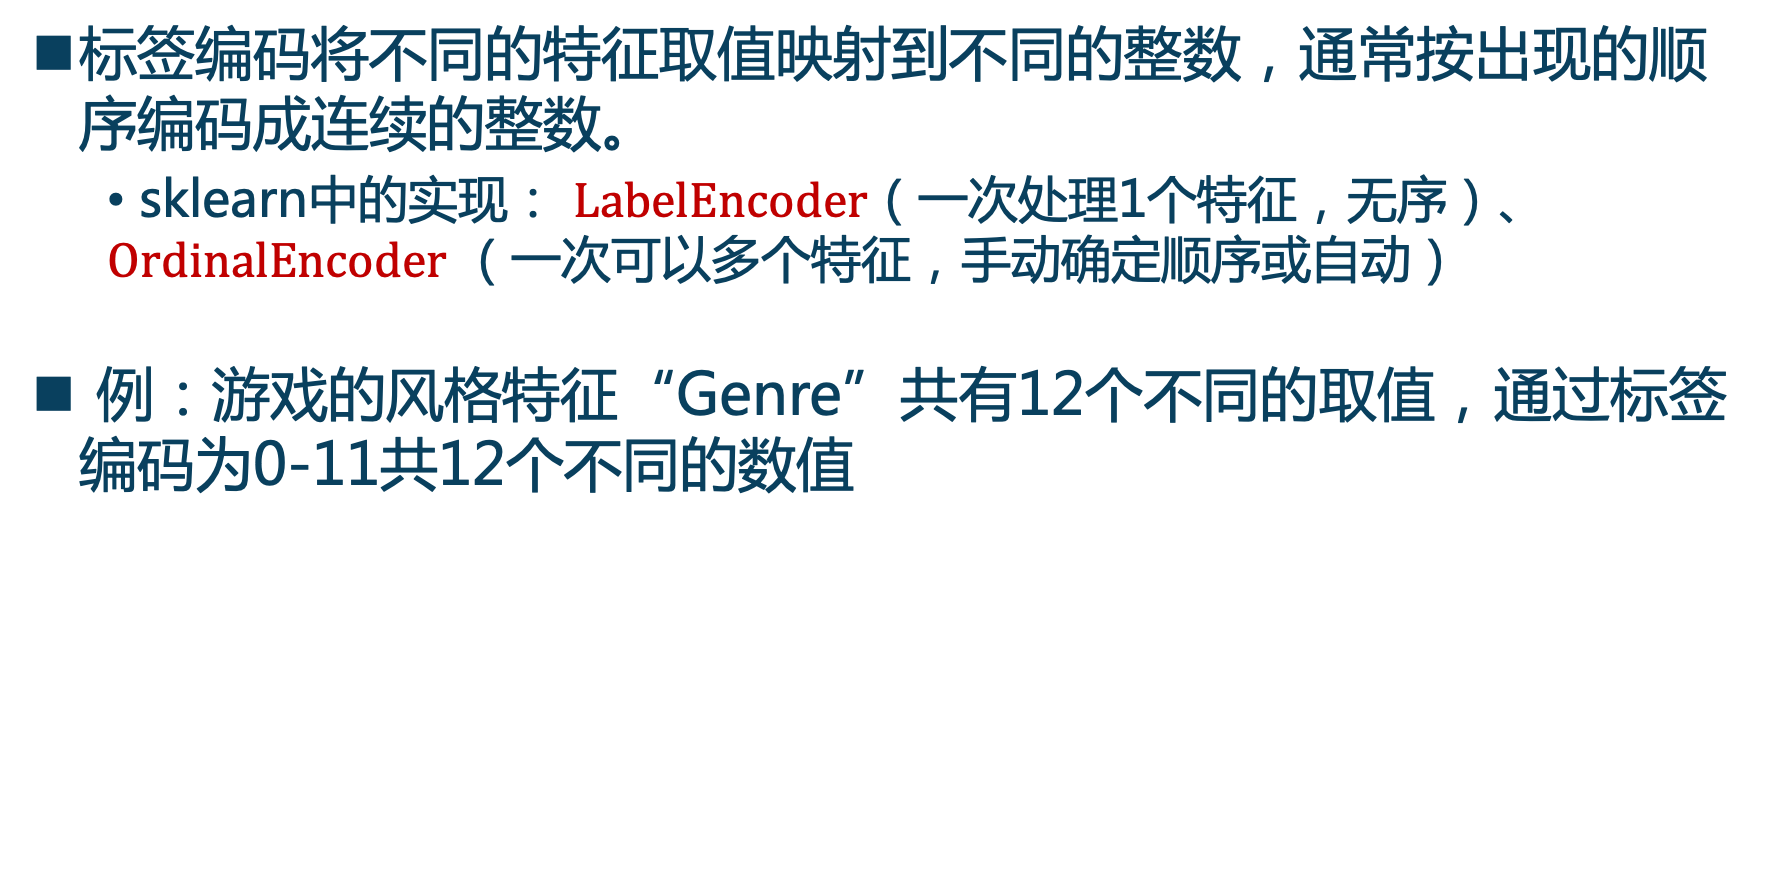 ■标签编码将不同的特征取值映射到不同的整数，通常按出现的顺
序编码成连续的整数。
• sklearn中的实现： LabelEncoder（一次处理1个特征，无序）、
OrdinalEncoder （一次可以多个特征，手动确定顺序或自动）
■ 例：游戏的风格特征“Genre”共有12个不同的取值，通过标签
编码为0-11共12个不同的数值